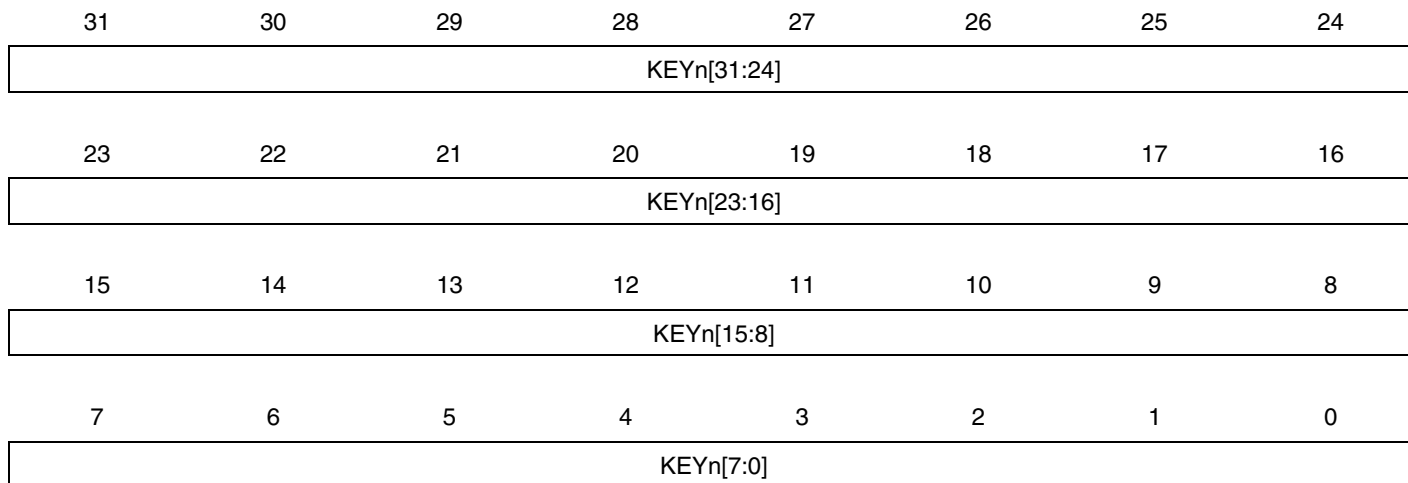 31 30 29 28 27 26 25 24
KEYn[31:24]
23 22 21 20 19 18 17 16
KEYn[23:16]
15 14 13 12 11 10 9 8
KEYn[15:8]
7 6 5 4 3 2 1 0
KEYn[7:0]